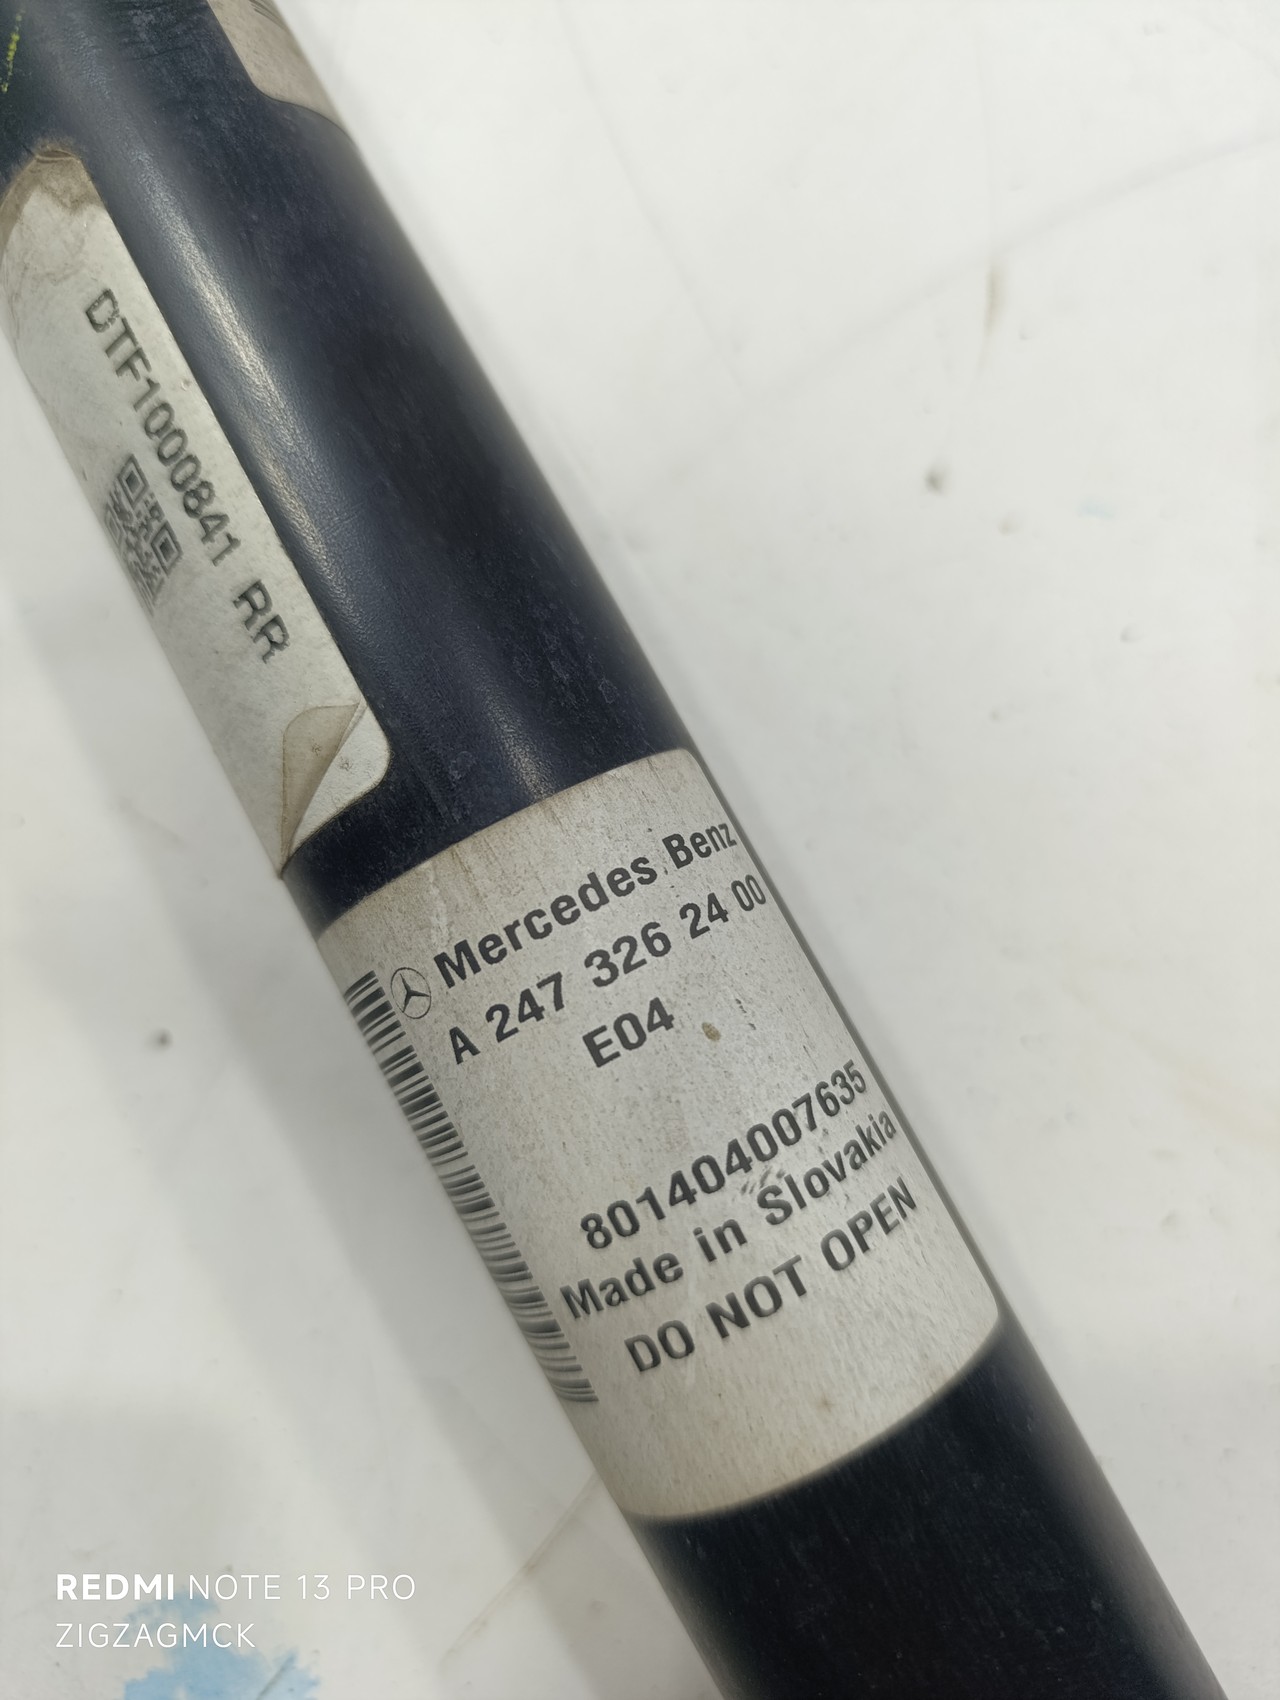 DTF1000841 RR
Mercedes Benz
A 247 326 24 00
E04
801404007635
Made in Slovakia
DO NOT OPEN
REDMI NOTE 13 PRO
ZIGZAGMCK